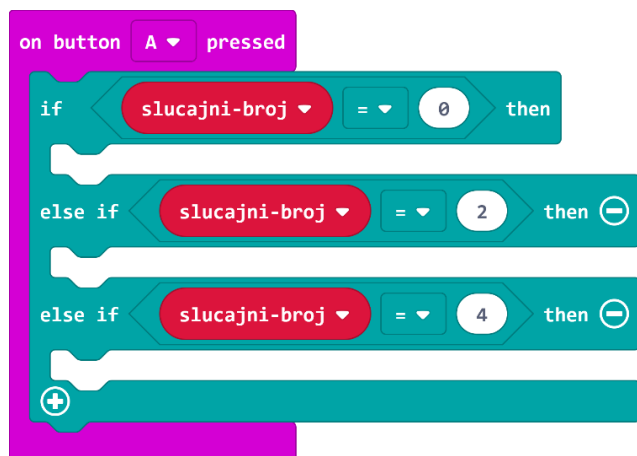 on button A pressed
if slucajni-broj = 0 then
else if slucajni-broj = 2 then
else if slucajni-broj = 4 then